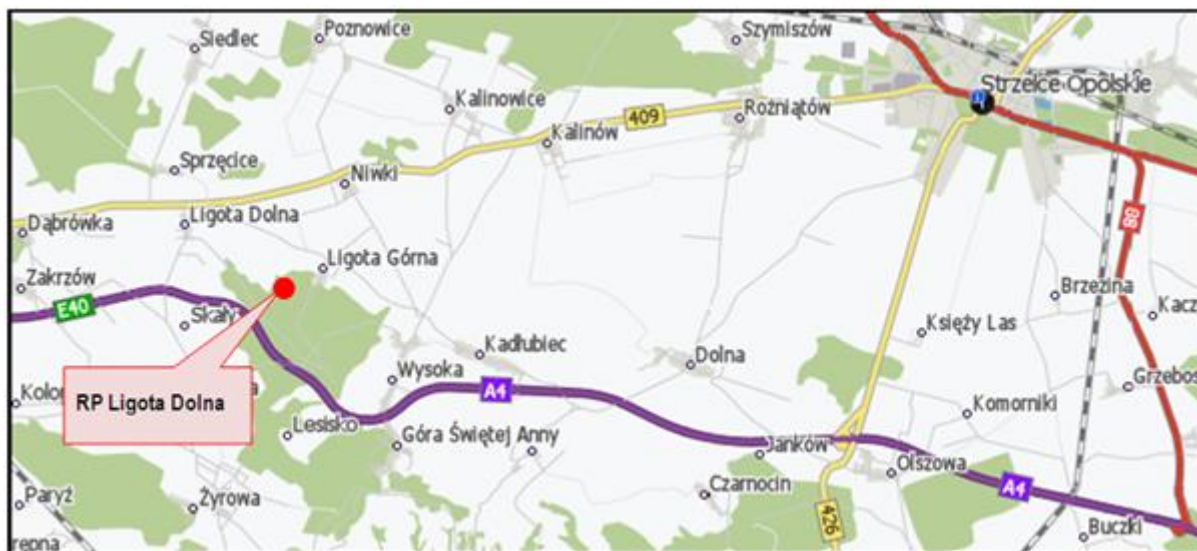 Siedlec
Poznowice
Szymiszów
Strzelce Opolskie
Kalinowice
409
Rożniątów
Kalinów
Sprzęcice
Niwki
Ligota Dolna
Dąbrówka
88
Ligota Górna
Zakrzów
E40
Brzezina
Skały
Księży Las
Kadłubiec
Dolna
Wysoka
A4
RP Ligota Dolna
Komorniki
Lesisko
Góra Świętej Anny
Janków
Olszowa
A4
Czarnocin
Paryż
Żyrowa
426
Buczki